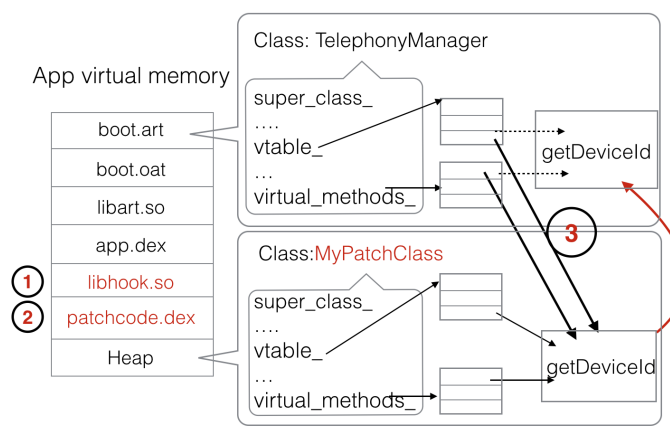 Class: TelephonyManager
App virtual memory
super_class_
....
vtable_
...
virtual_methods_
getDeviceId
boot.art
boot.oat
libart.so
app.dex
1
libhook.so
2
patchcode.dex
Heap
3
Class:MyPatchClass
super_class_
....
vtable_
...
virtual_methods_
getDeviceId